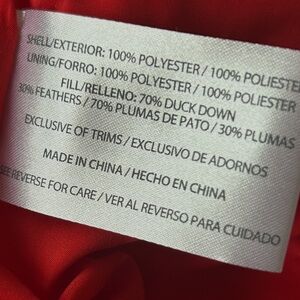 SHELL/EXTERIOR: 100% POLYESTER / 100% POLIESTE
LINING/FORRO: 100% POLYESTER / 100% POLIESTER
FILL/RELLENO: 70% DUCK DOWN
30% FEATHERS / 70% PLUMAS DE PATO / 30% PLUMAS
EXCLUSIVE OF TRIMS / EXCLUSIVO DE ADORNOS
MADE IN CHINA / HECHO EN CHINA
SEE REVERSE FOR CARE / VER AL REVERSO PARA CUIDADO